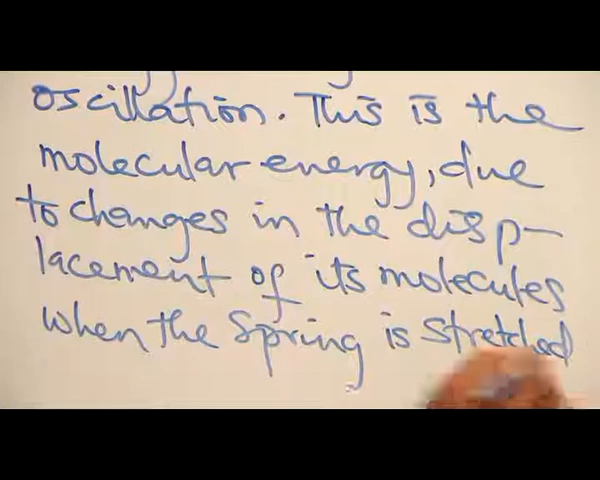 oscillation. This is the
molecular energy, due
to changes in the disp-
lacement of its molecules
when the Spring is stretched